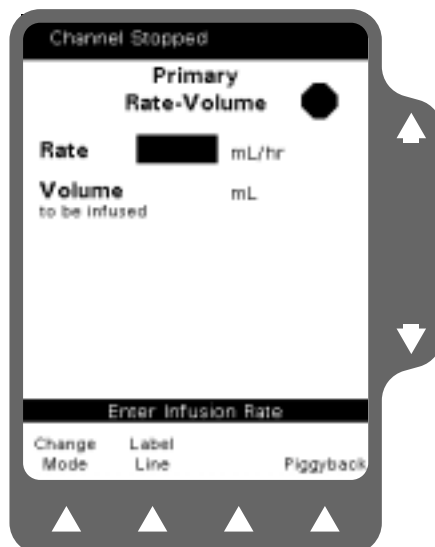 Channel Stopped
Primary
Rate-Volume
Rate mL/hr
Volume mL
to be infused
Enter Infusion Rate
Change Label
Mode Line Piggyback